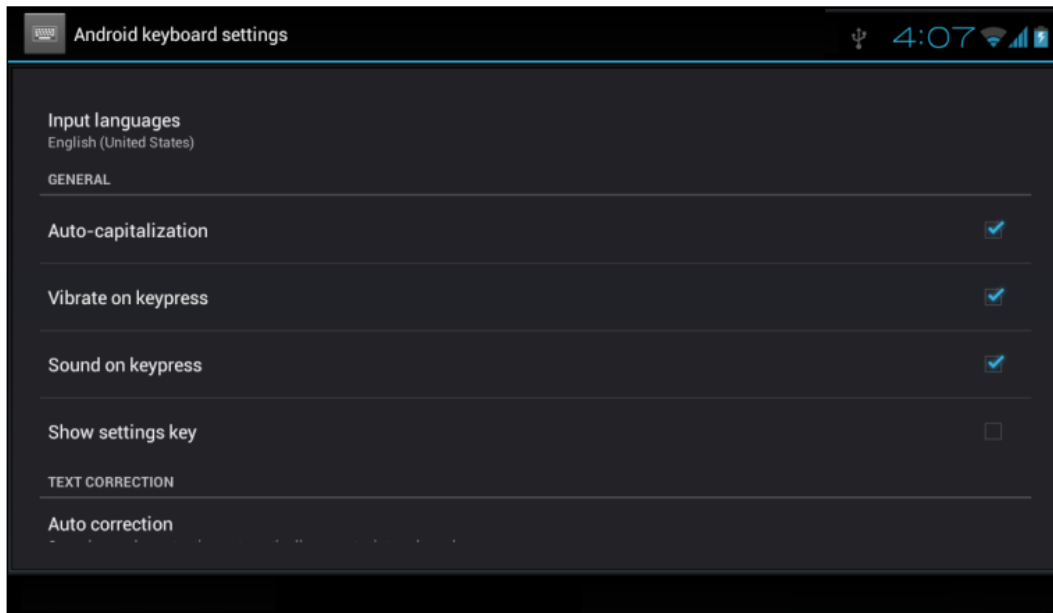 Android keyboard settings
4:07
Input languages
English (United States)
GENERAL
Auto-capitalization
Vibrate on keypress
Sound on keypress
Show settings key
TEXT CORRECTION
Auto correction